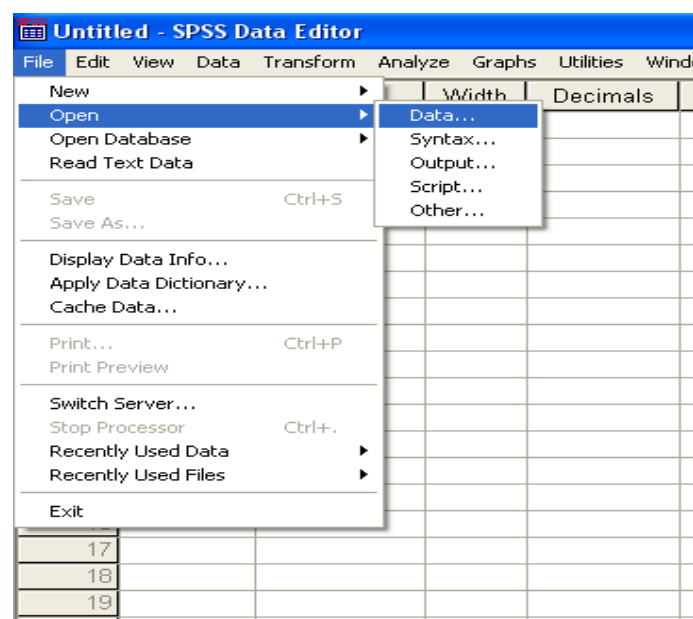 SPSS
Untitled - SPSS Data Editor
File Edit View Data Transform Analyze Graphs Utilities
Width Decimals
New
Open
Open Database
Read Text Data
Save Ctrl+S
Save As...
Display Data Info...
Apply Data Dictionary...
Cache Data...
Print... Ctrl+P
Print Preview
Switch Server...
Stop Processor Ctrl+.
Recently Used Data
Recently Used Files
Exit
Data...
Syntax...
Output...
Script...
Other...
17
18
19